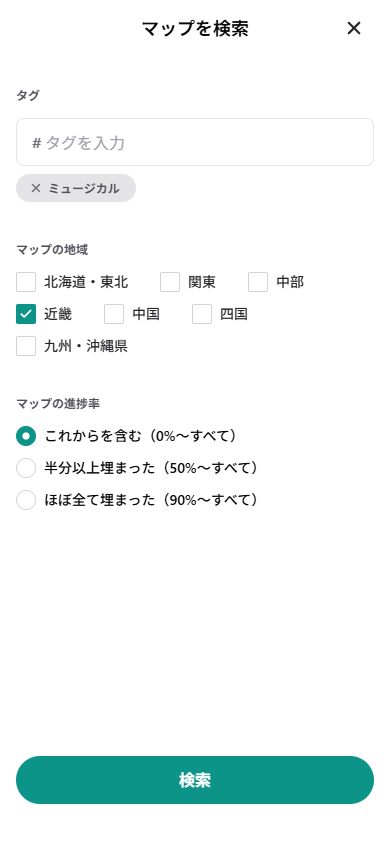 マップを検索
タグ
# タグを入力
ミュージカル
マップの地域
北海道・東北 関東 中部
近畿 中国 四国
九州・沖縄県
マップの進捗率
これからを含む（0%〜すべて）
半分以上埋まった（50%〜すべて）
ほぼ全て埋まった（90%〜すべて）
検索